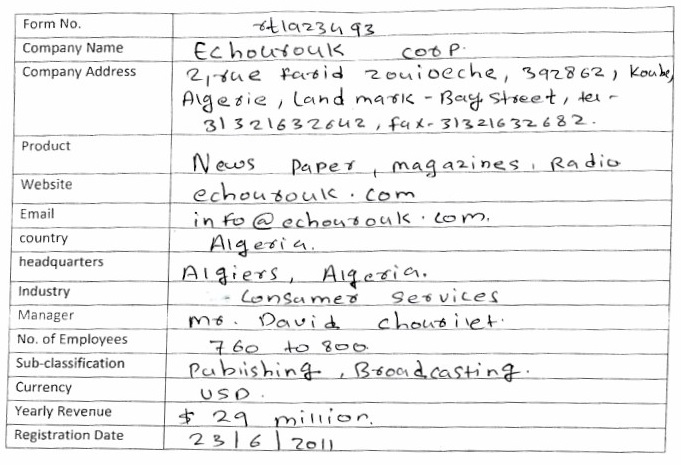 Form No. rtl923493
Company Name Echourouk corp.
Company Address 2, rue farid zouioeche, 392862, Koube,
Algerie, Land mark - Bay Street, tel -
31321632642, fax - 31321632682.
Product News paper, magazines, Radio
Website echourouk.com
Email info@echourouk.com.
country Algeria.
headquarters Algiers, Algeria.
Industry - Consumer Services
Manager mr. David chourilet.
No. of Employees 760 to 800
Sub-classification Publishing, Broadcasting.
Currency USD.
Yearly Revenue $ 29 million.
Registration Date 23/6/2011